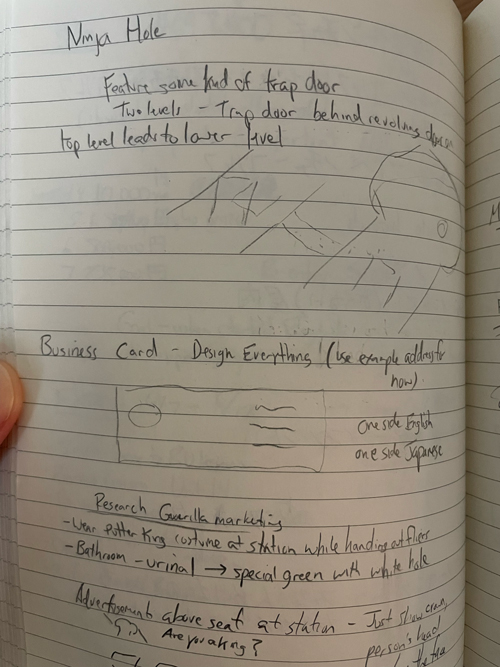 Ninja Hole
Feature some kind of trap door
Two levels - Trap door behind revolving door on
top level leads to lower level
Business Card - Design Everything (Use example address for
now)
One side English
one side Japanese
Research Guerilla marketing
- Wear Putter King costume at station while handing out fliers
- Bathroom - urinal → special green with white hole
Advertisement above seat at station - Just show crown,
Are you a king?
person's head